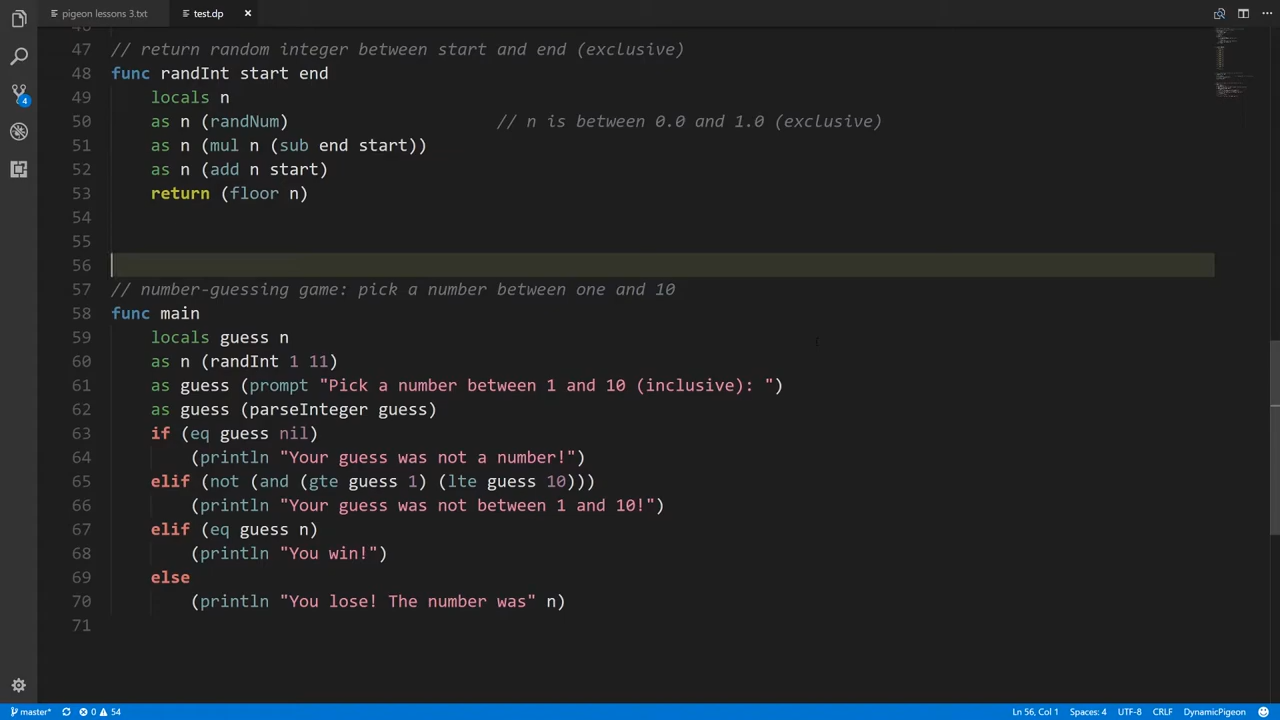 pigeon lessons 3.txt
test.dp
47 // return random integer between start and end (exclusive)
48 func randInt start end
49 locals n
50 as n (randNum) // n is between 0.0 and 1.0 (exclusive)
51 as n (mul n (sub end start))
52 as n (add n start)
53 return (floor n)
54
55
56
57 // number-guessing game: pick a number between one and 10
58 func main
59 locals guess n
60 as n (randInt 1 11)
61 as guess (prompt "Pick a number between 1 and 10 (inclusive): ")
62 as guess (parseInteger guess)
63 if (eq guess nil)
64 (println "Your guess was not a number!")
65 elif (not (and (gte guess 1) (lte guess 10)))
66 (println "Your guess was not between 1 and 10!")
67 elif (eq guess n)
68 (println "You win!")
69 else
70 (println "You lose! The number was" n)
71
4
master* 0 54 Ln 56, Col 1 Spaces: 4 UTF-8 CRLF DynamicPigeon